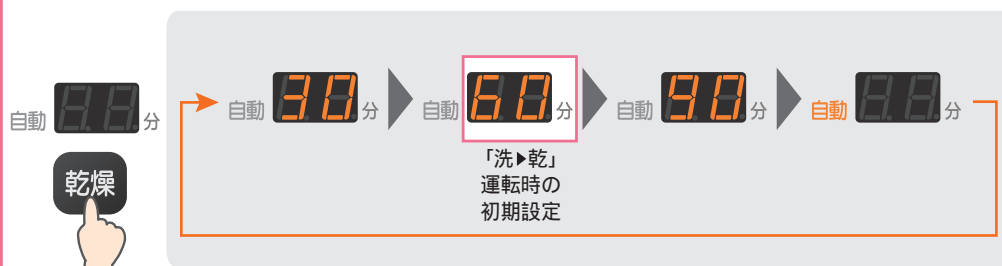 自動 分
乾燥
自動 30 分
自動 60 分
自動 90 分
自動 分
「洗▶乾」
運転時の
初期設定